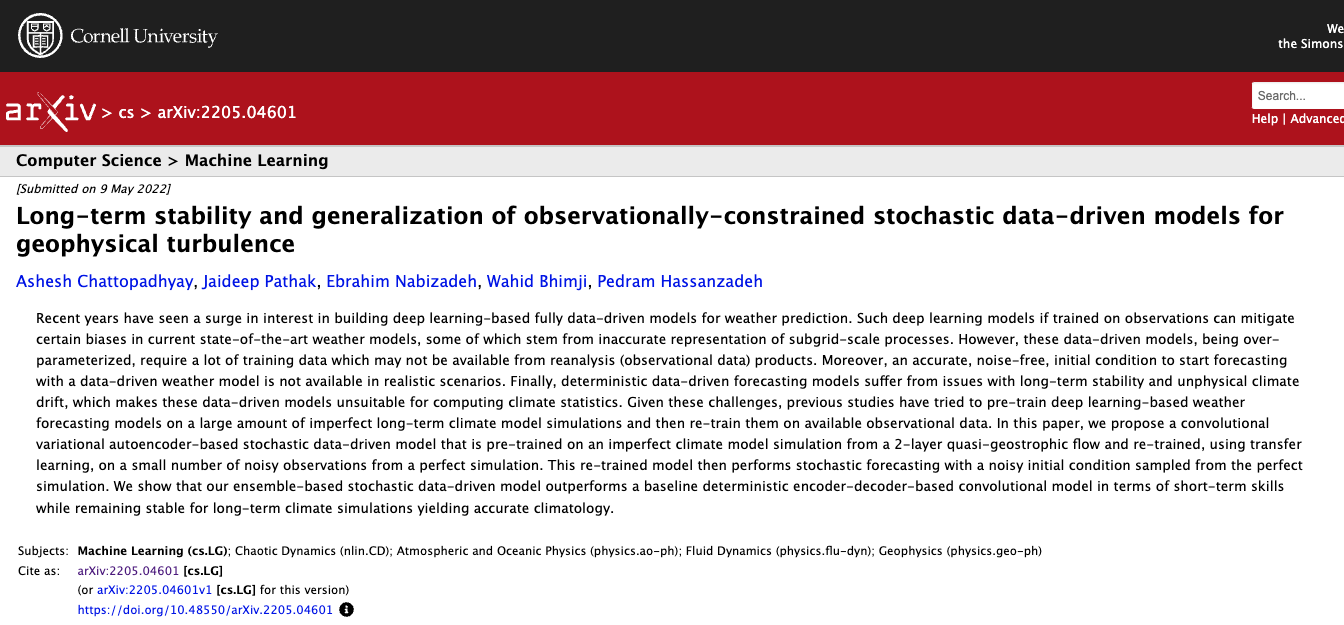 Cornell University
We
the Simons
arXiv > cs > arXiv:2205.04601
Search...
Help | Advanced
Computer Science > Machine Learning
[Submitted on 9 May 2022]
Long-term stability and generalization of observationally-constrained stochastic data-driven models for
geophysical turbulence
Ashesh Chattopadhyay, Jaideep Pathak, Ebrahim Nabizadeh, Wahid Bhimji, Pedram Hassanzadeh
Recent years have seen a surge in interest in building deep learning-based fully data-driven models for weather prediction. Such deep learning models if trained on observations can mitigate
certain biases in current state-of-the-art weather models, some of which stem from inaccurate representation of subgrid-scale processes. However, these data-driven models, being over-
parameterized, require a lot of training data which may not be available from reanalysis (observational data) products. Moreover, an accurate, noise-free, initial condition to start forecasting
with a data-driven weather model is not available in realistic scenarios. Finally, deterministic data-driven forecasting models suffer from issues with long-term stability and unphysical climate
drift, which makes these data-driven models unsuitable for computing climate statistics. Given these challenges, previous studies have tried to pre-train deep learning-based weather
forecasting models on a large amount of imperfect long-term climate model simulations and then re-train them on available observational data. In this paper, we propose a convolutional
variational autoencoder-based stochastic data-driven model that is pre-trained on an imperfect climate model simulation from a 2-layer quasi-geostrophic flow and re-trained, using transfer
learning, on a small number of noisy observations from a perfect simulation. This re-trained model then performs stochastic forecasting with a noisy initial condition sampled from the perfect
simulation. We show that our ensemble-based stochastic data-driven model outperforms a baseline deterministic encoder-decoder-based convolutional model in terms of short-term skills
while remaining stable for long-term climate simulations yielding accurate climatology.
Subjects: Machine Learning (cs.LG); Chaotic Dynamics (nlin.CD); Atmospheric and Oceanic Physics (physics.ao-ph); Fluid Dynamics (physics.flu-dyn); Geophysics (physics.geo-ph)
Cite as: arXiv:2205.04601 [cs.LG]
(or arXiv:2205.04601v1 [cs.LG] for this version)
https://doi.org/10.48550/arXiv.2205.04601